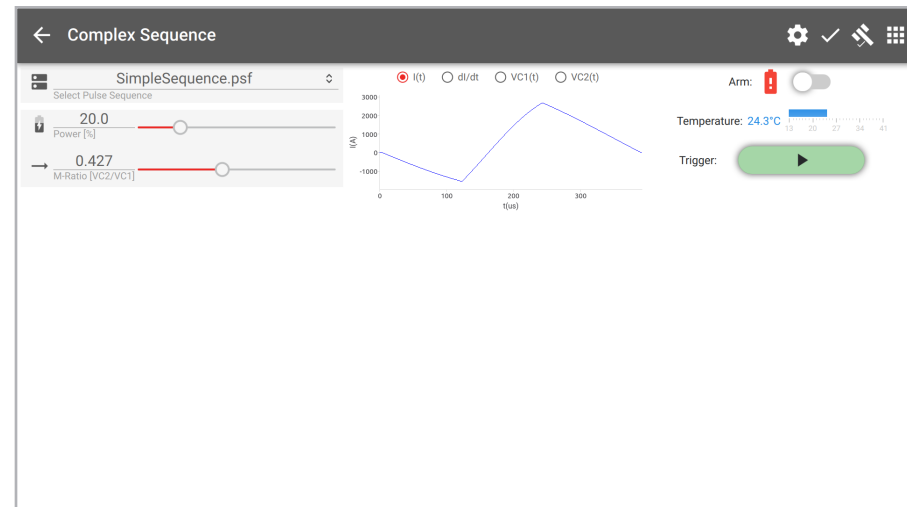 Complex Sequence
SimpleSequence.psf
Select Pulse Sequence
20.0
Power [%]
0.427
M-Ratio [VC2/VC1]
I(t) dI/dt VC1(t) VC2(t)
3000
2000
1000
0
-1000
I(A)
0 100 200 300
t(us)
Arm:
Temperature: 24.3°C
13 20 27 34 41
Trigger: